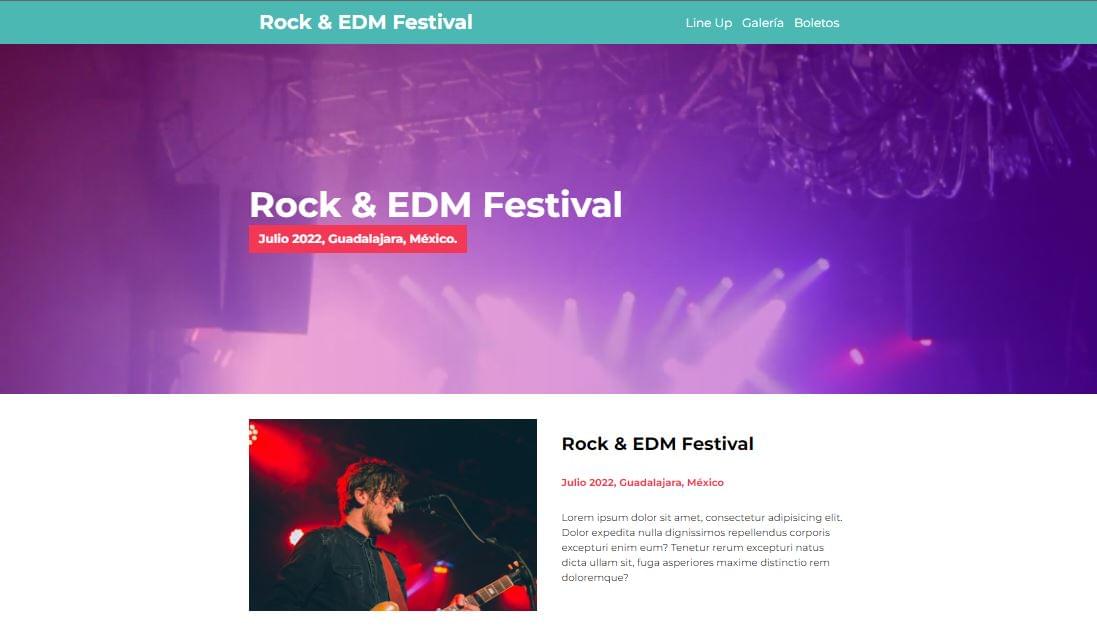 Rock & EDM Festival
Line Up Galería Boletos
Rock & EDM Festival
Julio 2022, Guadalajara, México.
Rock & EDM Festival
Julio 2022, Guadalajara, México
Lorem ipsum dolor sit amet, consectetur adipisicing elit.
Dolor expedita nulla dignissimos repellendus corporis
excepturi enim eum? Tenetur rerum excepturi natus
dicta ullam sit, fuga asperiores maxime distinctio rem
doloremque?